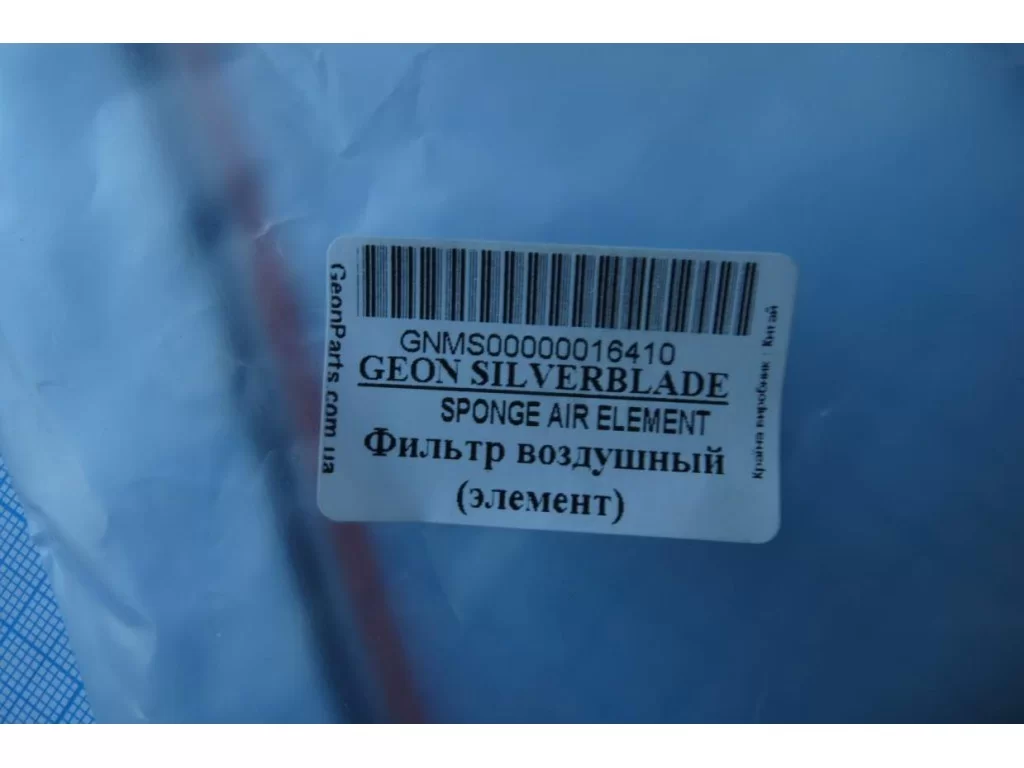 GNMS00000016410
GEON SILVERBLADE
SPONGE AIR ELEMENT
Фильтр воздушный
(элемент)
GeonParts.com.ua
Країна виробник : Китай